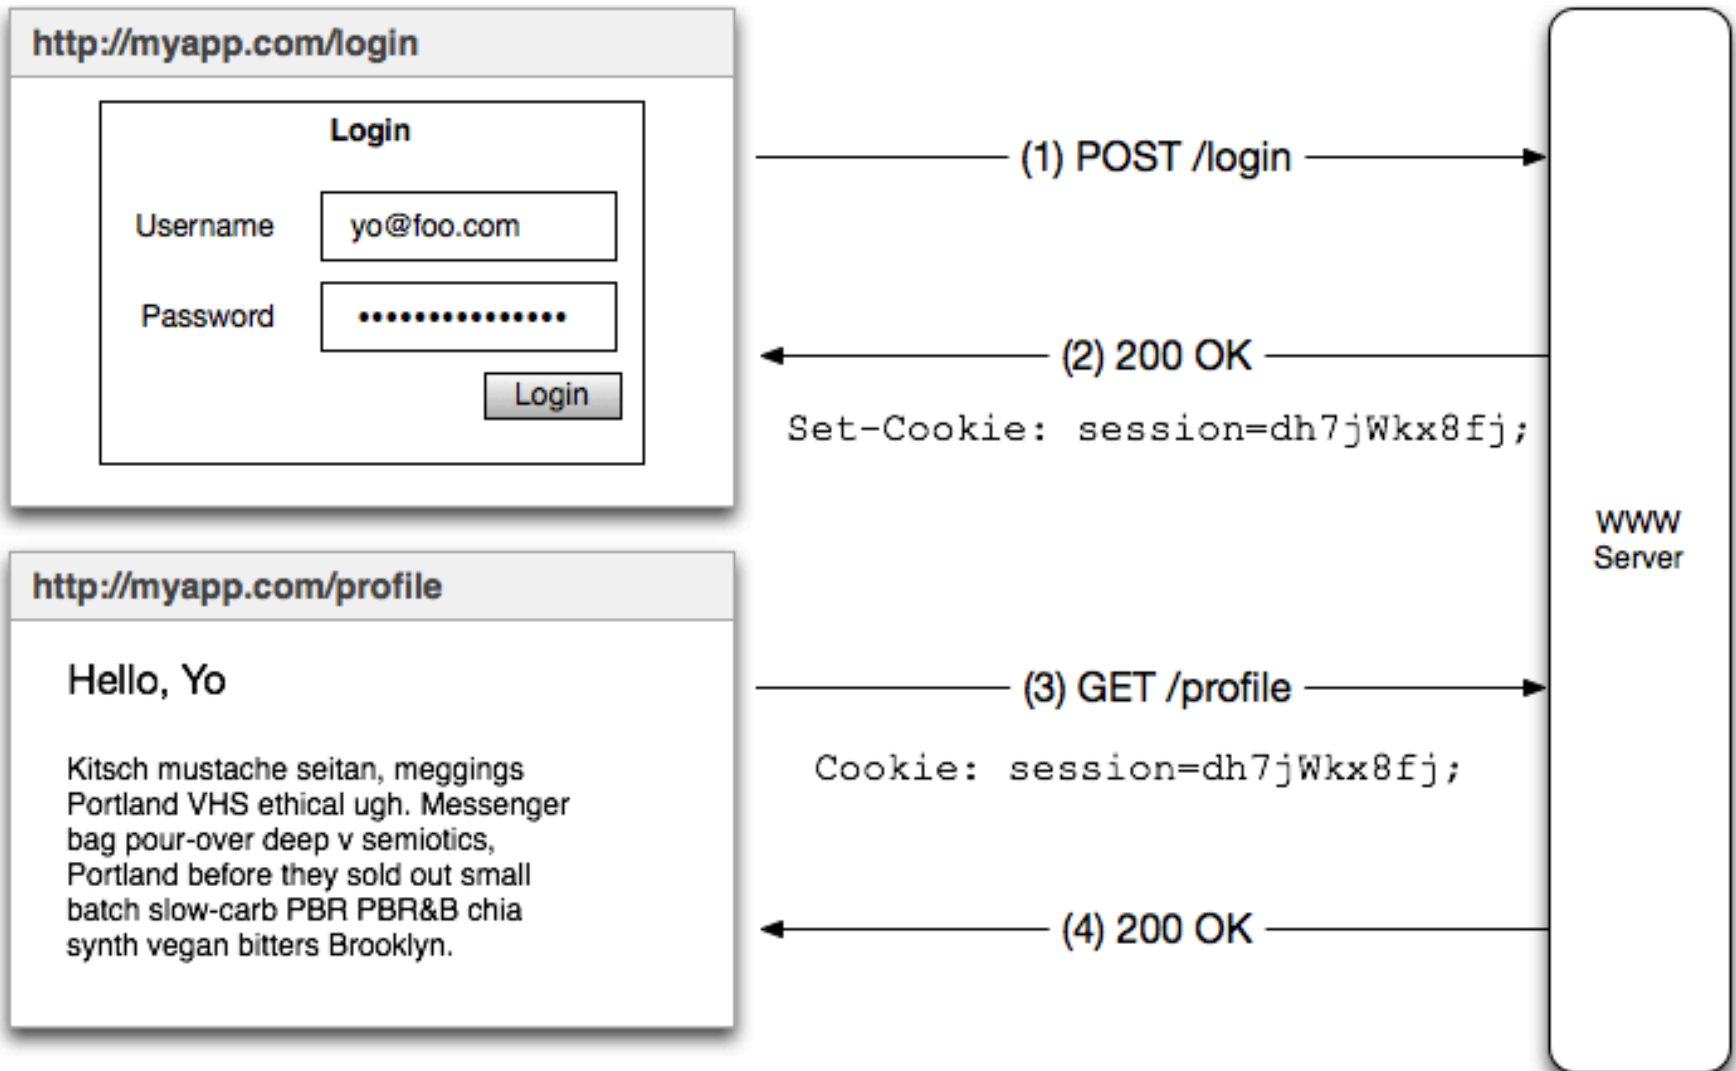 http://myapp.com/login
Login
Username
yo@foo.com
Password
•••••••••••••••
Login
(1) POST /login
(2) 200 OK
Set-Cookie: session=dh7jWkx8fj;
http://myapp.com/profile
Hello, Yo
Kitsch mustache seitan, meggings
Portland VHS ethical ugh. Messenger
bag pour-over deep v semiotics,
Portland before they sold out small
batch slow-carb PBR PBR&B chia
synth vegan bitters Brooklyn.
(3) GET /profile
Cookie: session=dh7jWkx8fj;
(4) 200 OK
WWW
Server